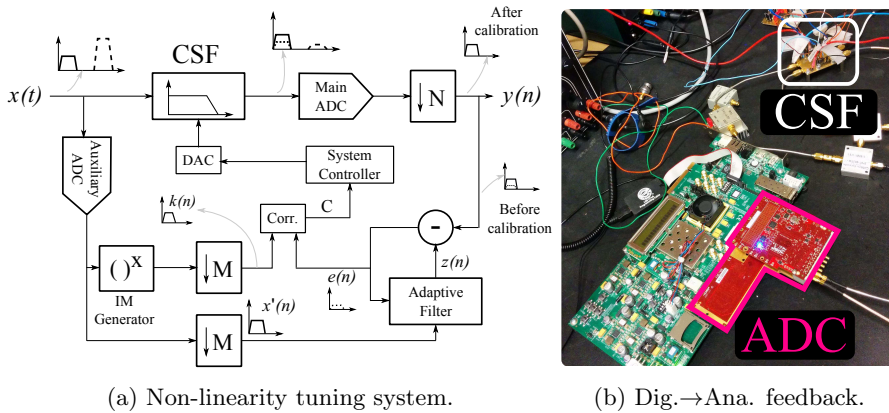 CSF
After
calibration
x(t)
Main
ADC
↓ N
y(n)
Auxiliary
ADC
DAC
System
Controller
k(n)
Corr.
C
Before
calibration
-
z(n)
( )^X
IM
Generator
↓ M
e(n)
Adaptive
Filter
x'(n)
↓ M
(a) Non-linearity tuning system.
CSF
ADC
(b) Dig.→Ana. feedback.